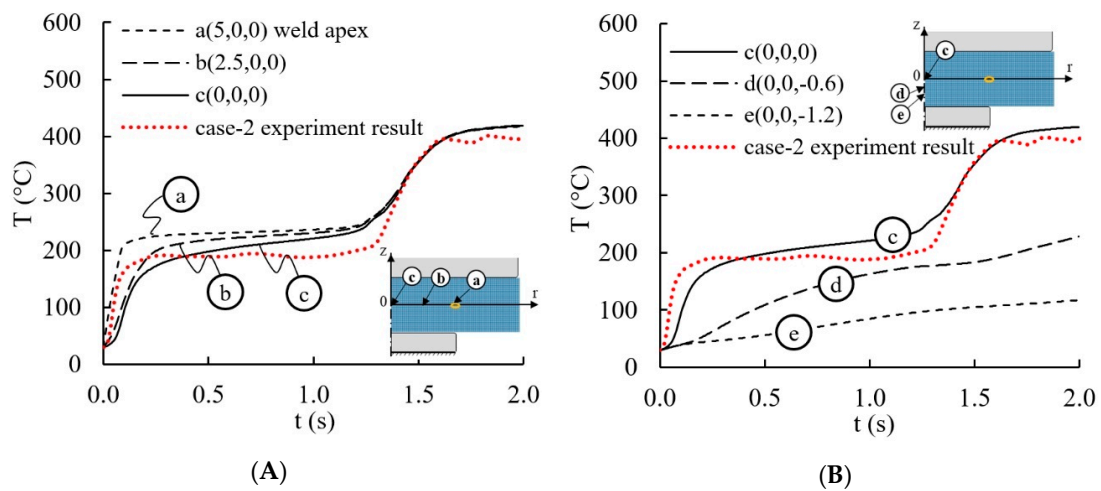 600
500
400
300
200
100
0
T (°C)
a(5,0,0) weld apex
b(2.5,0,0)
c(0,0,0)
case-2 experiment result
a
b
c
z
c
b
a
0
r
0.0 0.5 1.0 1.5 2.0
t (s)
(A)
600
500
400
300
200
100
0
T (°C)
c(0,0,0)
d(0,0,-0.6)
e(0,0,-1.2)
case-2 experiment result
z
c
0
r
d
e
c
d
e
0.0 0.5 1.0 1.5 2.0
t (s)
(B)